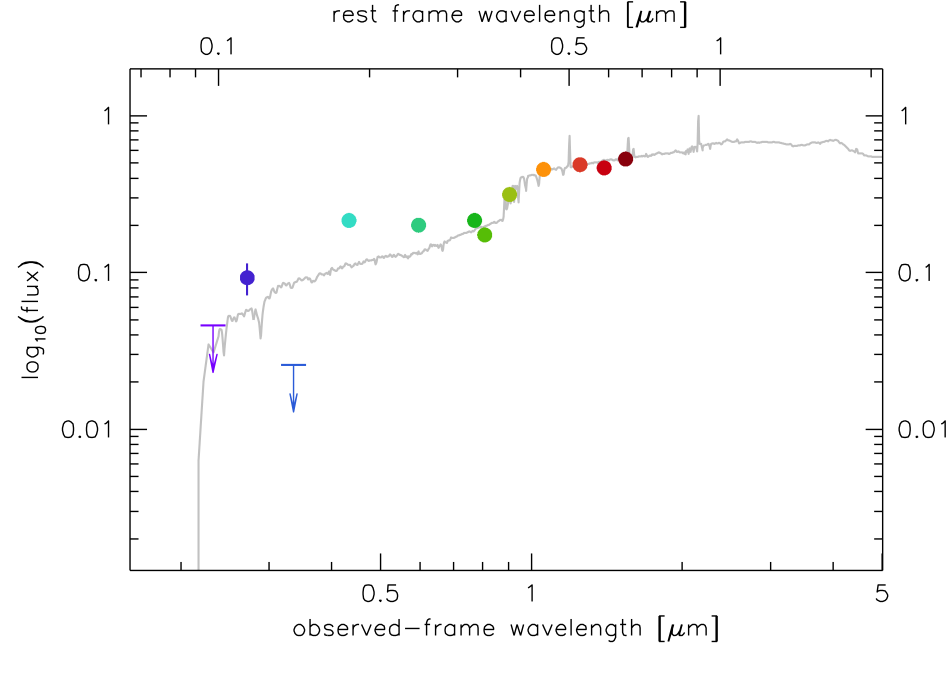 rest frame wavelength [μm]
0.1 0.5 1
1 1
0.1 0.1
0.01 0.01
log10(flux)
0.5 1 5
observed-frame wavelength [μm]